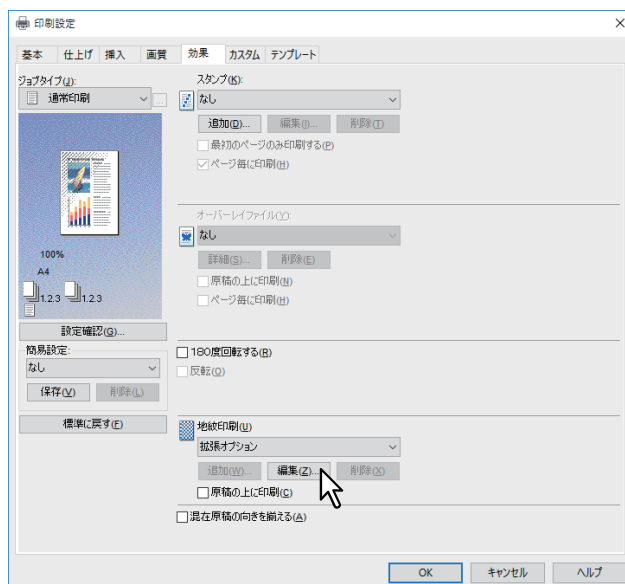 印刷設定
基本 仕上げ 挿入 画質 効果 カスタム テンプレート
ジョブタイプ(J):
通常印刷
...
100%
A4
1.2.3 1.2.3
設定確認(G)...
簡易設定:
なし
保存(V) 削除(L)
標準に戻す(F)
スタンプ(K):
なし
追加(D)... 編集(I)... 削除(T)
最初のページのみ印刷する(P)
ページ毎に印刷(H)
オーバーレイファイル(Y):
なし
詳細(S)... 削除(E)
原稿の上に印刷(N)
ページ毎に印刷(H)
180度回転する(R)
反転(O)
地紋印刷(U)
拡張オプション
追加(W)... 編集(Z)... 削除(X)
原稿の上に印刷(C)
混在原稿の向きを揃える(A)
OK キャンセル ヘルプ